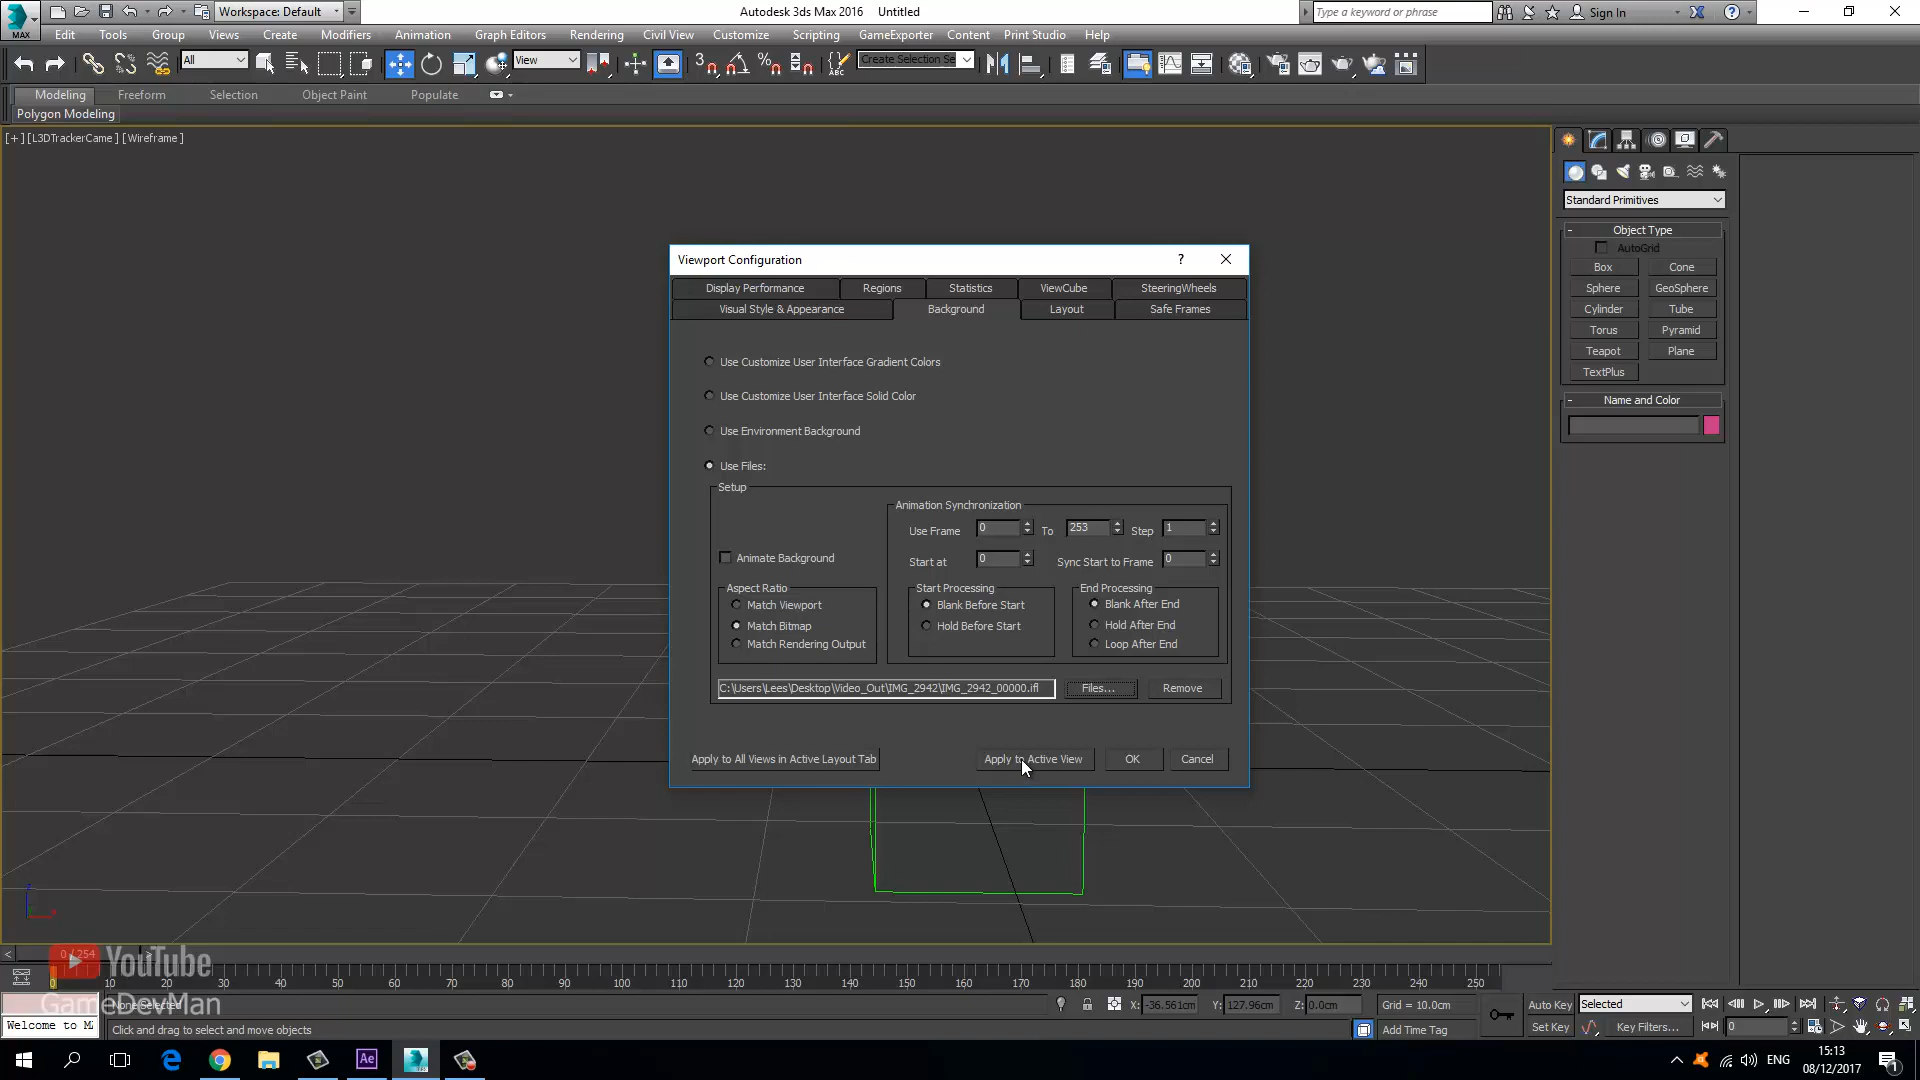 Workspace: Default
Autodesk 3ds Max 2016 Untitled
Type a keyword or phrase
Sign In
MAX
Edit Tools Group Views Create Modifiers Animation Graph Editors Rendering Civil View Customize Scripting GameExporter Content Print Studio Help
All
View
3
ABC
Create Selection Se
Modeling Freeform Selection Object Paint Populate
Polygon Modeling
[+] [L3DTrackerCame] [Wireframe]
Standard Primitives
- Object Type
AutoGrid
Box Cone
Sphere GeoSphere
Cylinder Tube
Torus Pyramid
Teapot Plane
TextPlus
- Name and Color
Viewport Configuration
?
Display Performance Regions Statistics ViewCube SteeringWheels
Visual Style & Appearance Background Layout Safe Frames
Use Customize User Interface Gradient Colors
Use Customize User Interface Solid Color
Use Environment Background
Use Files:
Setup
Animation Synchronization
Use Frame 0 To 253 Step 1
Animate Background
Start at 0 Sync Start to Frame 0
Aspect Ratio
Match Viewport
Match Bitmap
Match Rendering Output
Start Processing
Blank Before Start
Hold Before Start
End Processing
Blank After End
Hold After End
Loop After End
C:\Users\Lees\Desktop\Video_Out\IMG_2942\IMG_2942_00000.ifl
Files... Remove
Apply to All Views in Active Layout Tab Apply to Active View OK Cancel
0 / 254
YouTube
GameDevMan
0 10 20 30 40 50 60 70 80 90 100 110 120 130 140 150 160 170 180 190 200 210 220 230 240 250
None Selected
X: -36.561cm Y: 127.96cm Z: 0.0cm Grid = 10.0cm
Auto Key Selected
Welcome to M
Click and drag to select and move objects
Add Time Tag
Set Key Key Filters... 0
Ae
ENG
15:13
08/12/2017
1